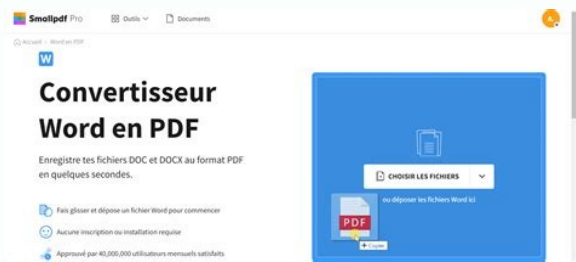 Smallpdf Pro
Outils
Documents
Accueil › Word en PDF
W
Convertisseur
Word en PDF
Enregistre tes fichiers DOC et DOCX au format PDF
en quelques secondes.
Fais glisser et dépose un fichier Word pour commencer
Aucune inscription ou installation requise
Approuvé par 40,000,000 utilisateurs mensuels satisfaits
CHOISIR LES FICHIERS
ou déposer les fichiers Word ici
PDF
+ Copier